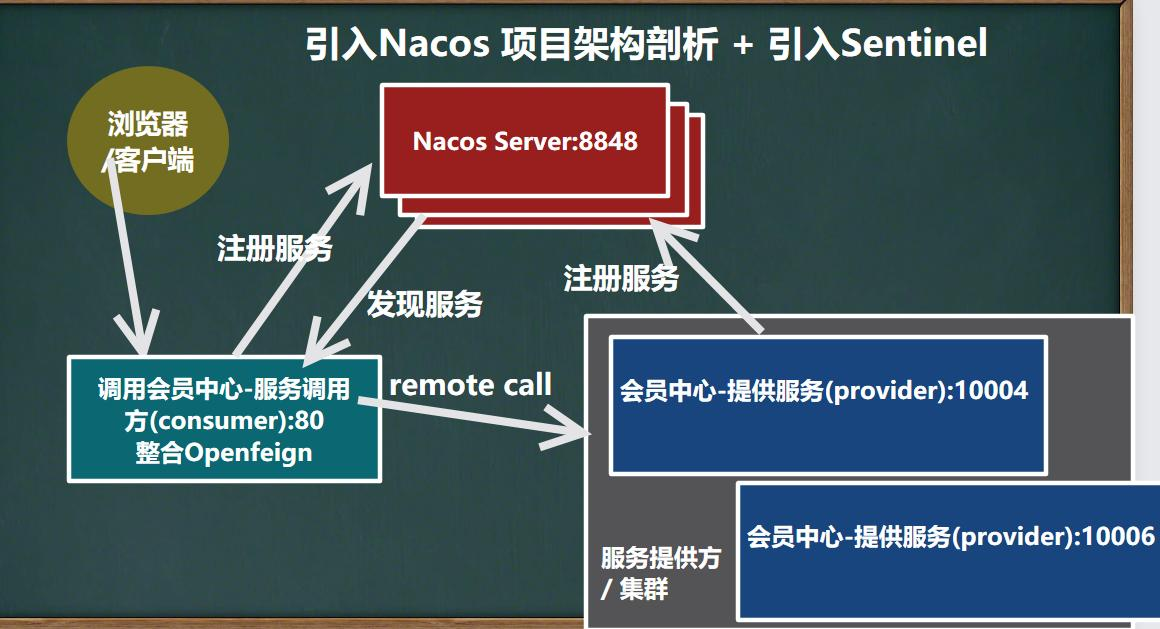 引入Nacos 项目架构剖析 + 引入Sentinel
浏览器
/客户端
Nacos Server:8848
注册服务
发现服务
注册服务
调用会员中心-服务调用
方(consumer):80
整合Openfeign
remote call
会员中心-提供服务(provider):10004
会员中心-提供服务(provider):10006
服务提供方
/ 集群